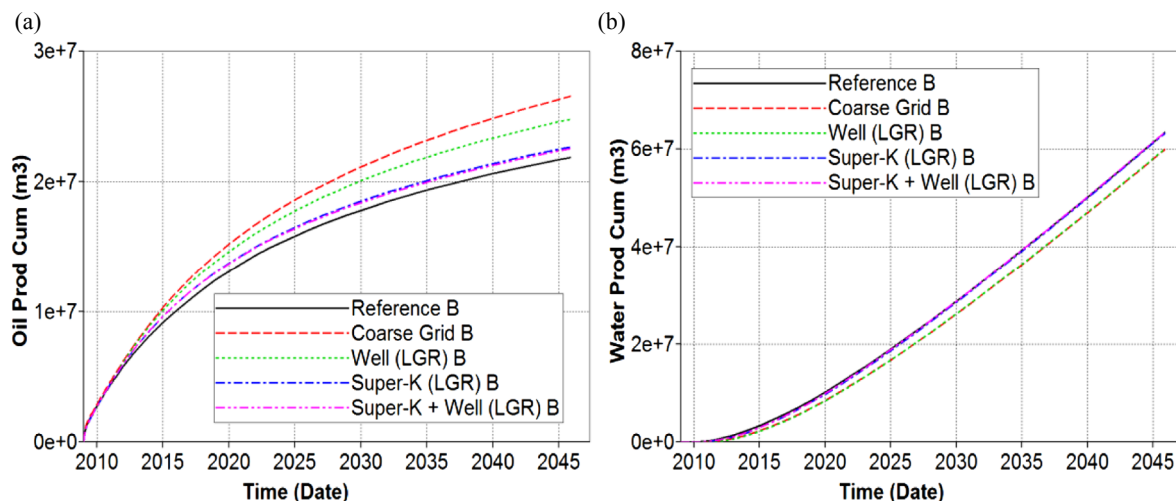 (a)
Oil Prod Cum (m3)
3e+7
2e+7
1e+7
0e+0
Reference B
Coarse Grid B
Well (LGR) B
Super-K (LGR) B
Super-K + Well (LGR) B
2010 2015 2020 2025 2030 2035 2040 2045
Time (Date)
(b)
Water Prod Cum (m3)
8e+7
6e+7
4e+7
2e+7
0e+0
Reference B
Coarse Grid B
Well (LGR) B
Super-K (LGR) B
Super-K + Well (LGR) B
2010 2015 2020 2025 2030 2035 2040 2045
Time (Date)